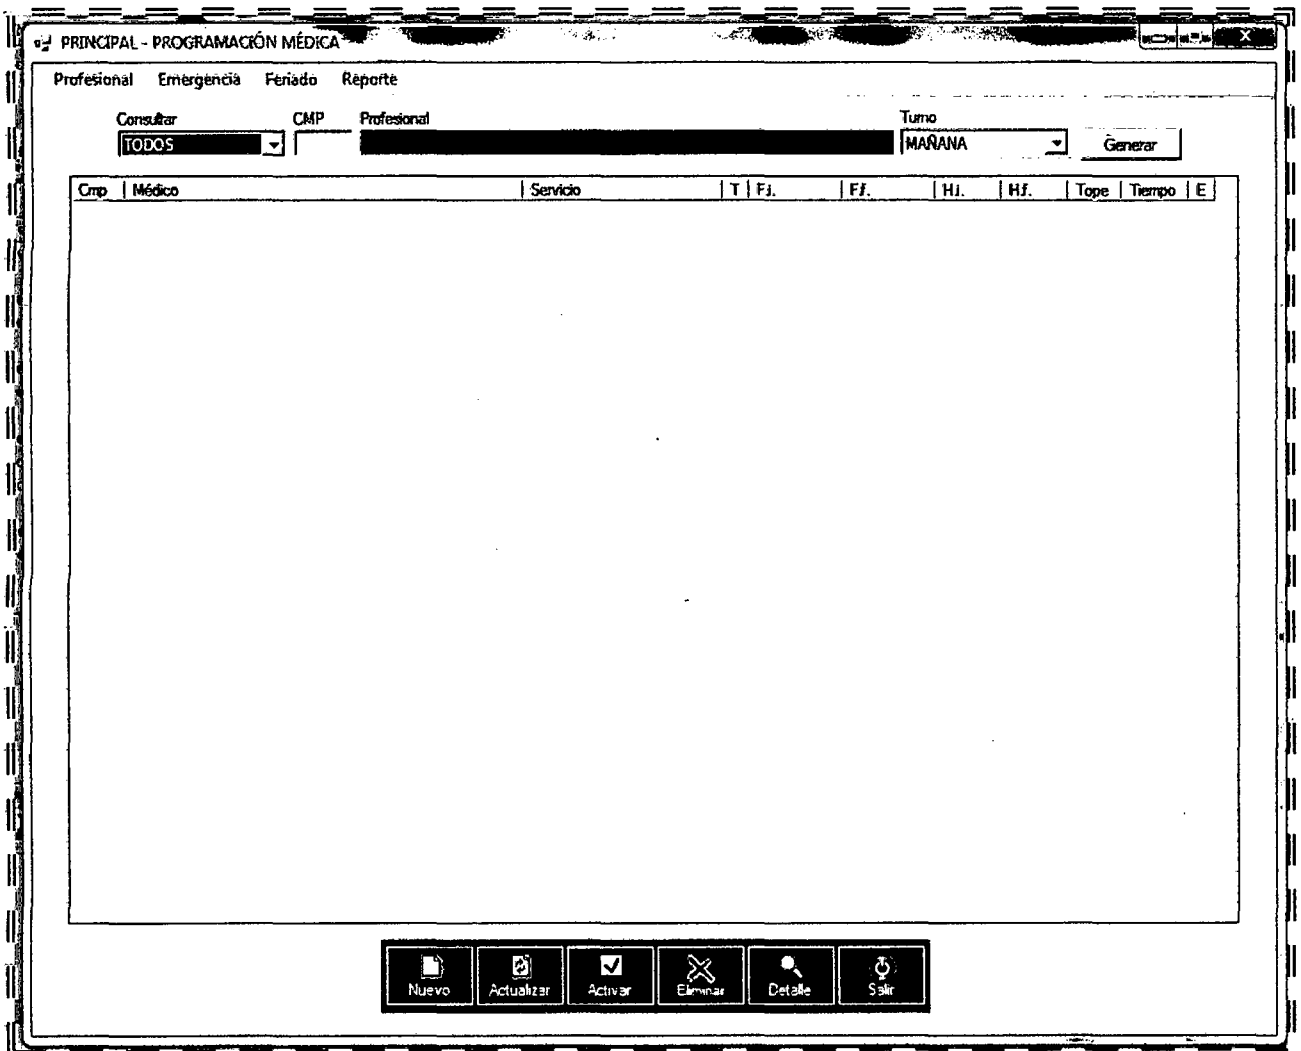 PRINCIPAL - PROGRAMACIÓN MÉDICA
Profesional Emergencia Feriado Reporte
Consultar CMP Profesional Turno
TODOS MAÑANA Generar
Cmp Médico Servicio T F.i. F.f. H.i. H.f. Tope Tiempo E
Nuevo Actualizar Activar Eliminar Detalle Salir